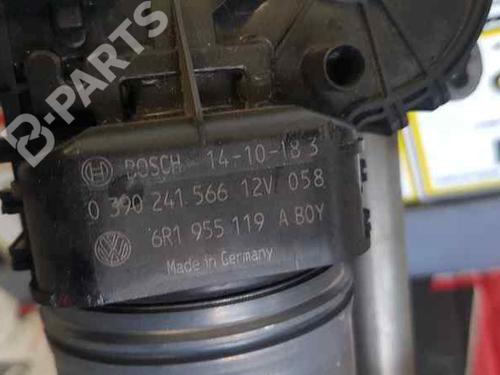 B-PARTS
BOSCH 14-10-18 3
0 390 241 566 12V 058
6R1 955 119 A BOY
Made in Germany